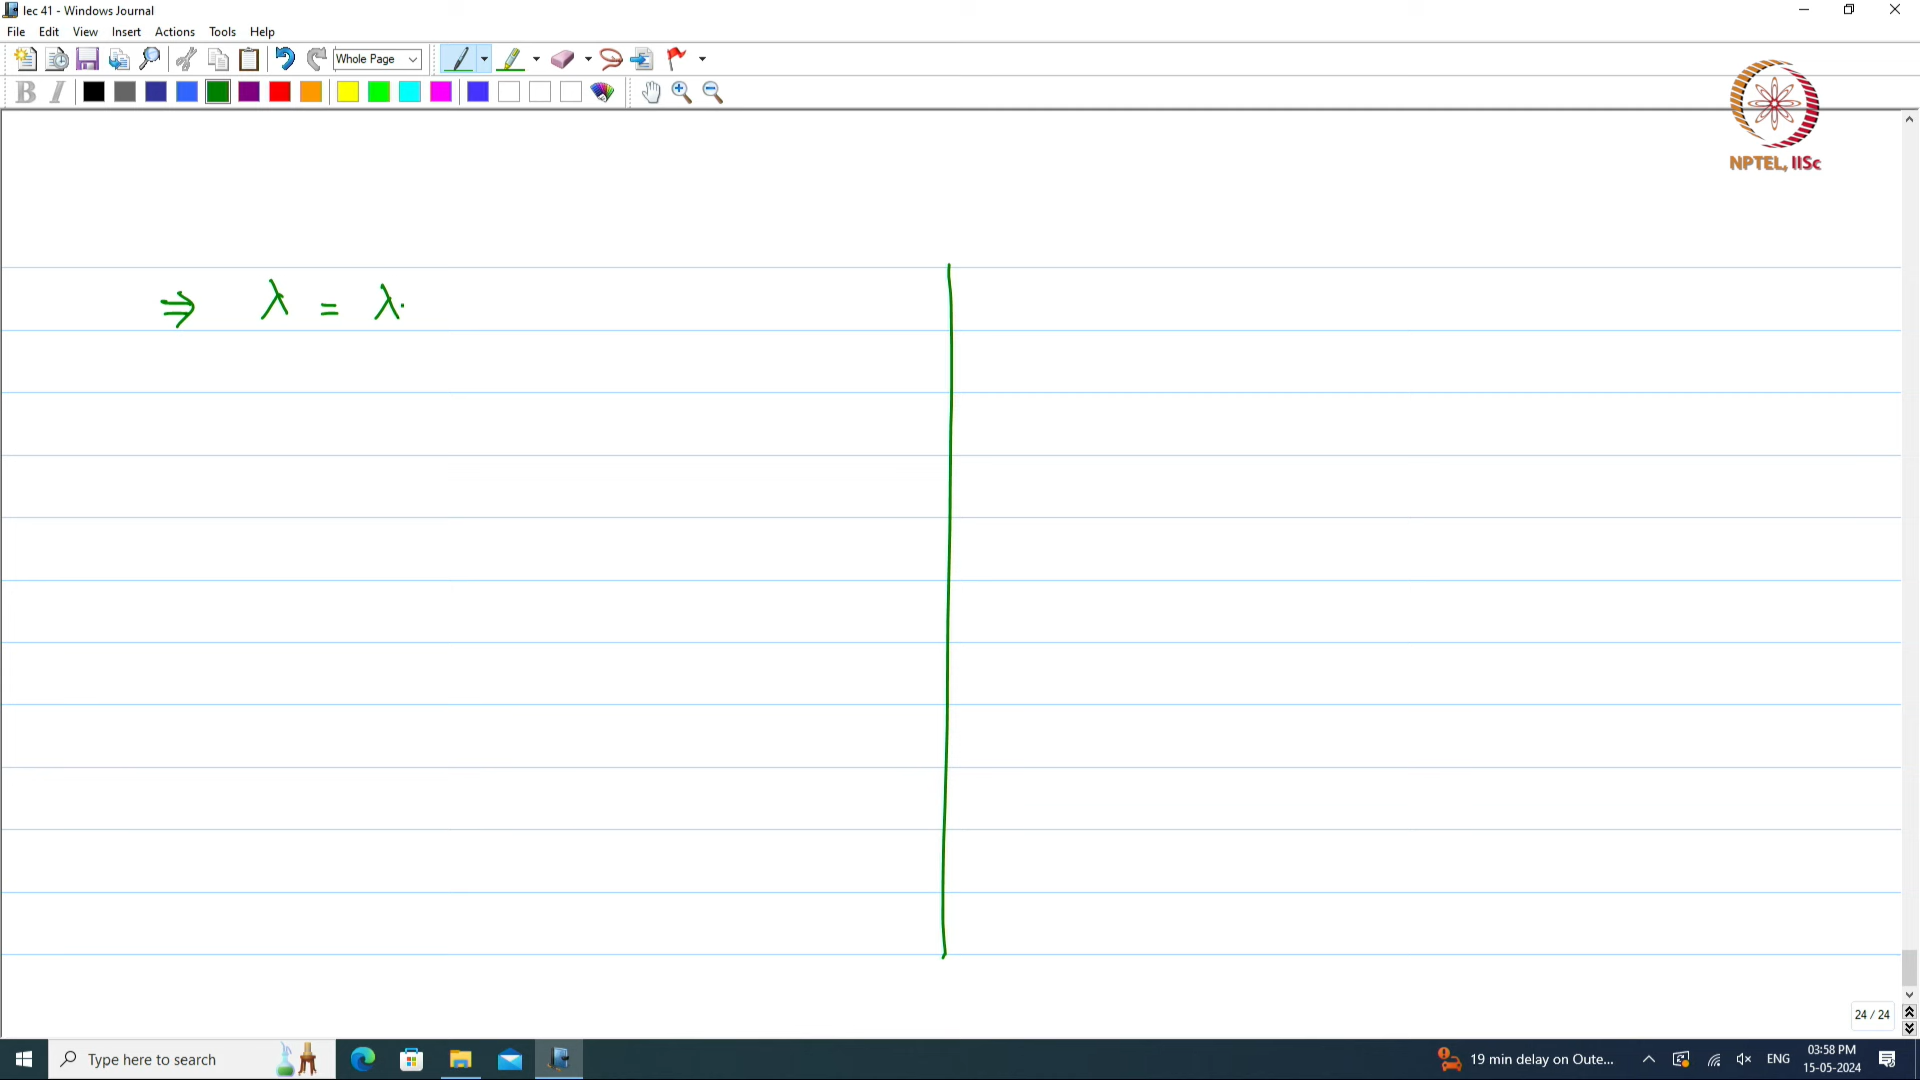 lec 41 - Windows Journal
File Edit View Insert Actions Tools Help
Whole Page
B I
NPTEL, IISc
⇒ λ = λ.
24 / 24
Type here to search
19 min delay on Oute...
ENG
03:58 PM
15-05-2024